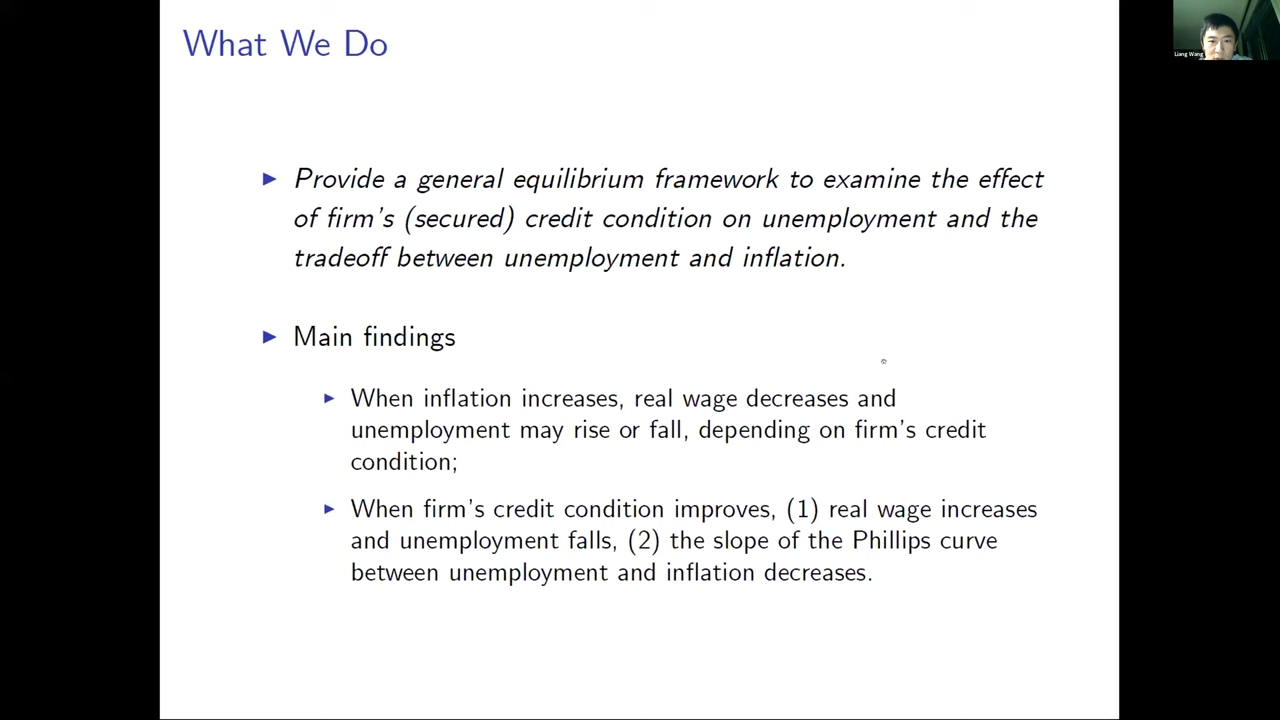 What We Do
Liang Wang
▶ Provide a general equilibrium framework to examine the effect
of firm's (secured) credit condition on unemployment and the
tradeoff between unemployment and inflation.
▶ Main findings
▶ When inflation increases, real wage decreases and
unemployment may rise or fall, depending on firm's credit
condition;
▶ When firm's credit condition improves, (1) real wage increases
and unemployment falls, (2) the slope of the Phillips curve
between unemployment and inflation decreases.